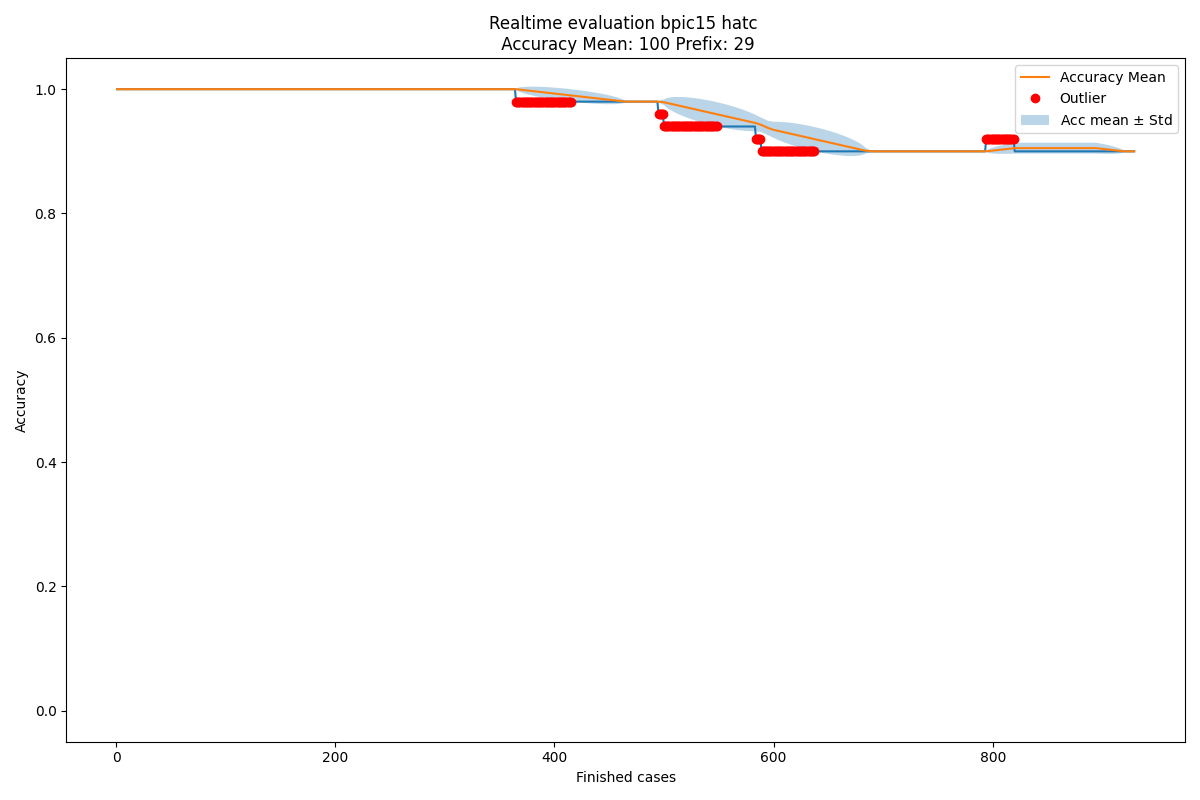 Realtime evaluation bpic15 hatc
Accuracy Mean: 100 Prefix: 29
Accuracy Mean
Outlier
Acc mean ± Std
1.0
0.8
0.6
0.4
0.2
0.0
Accuracy
0 200 400 600 800
Finished cases